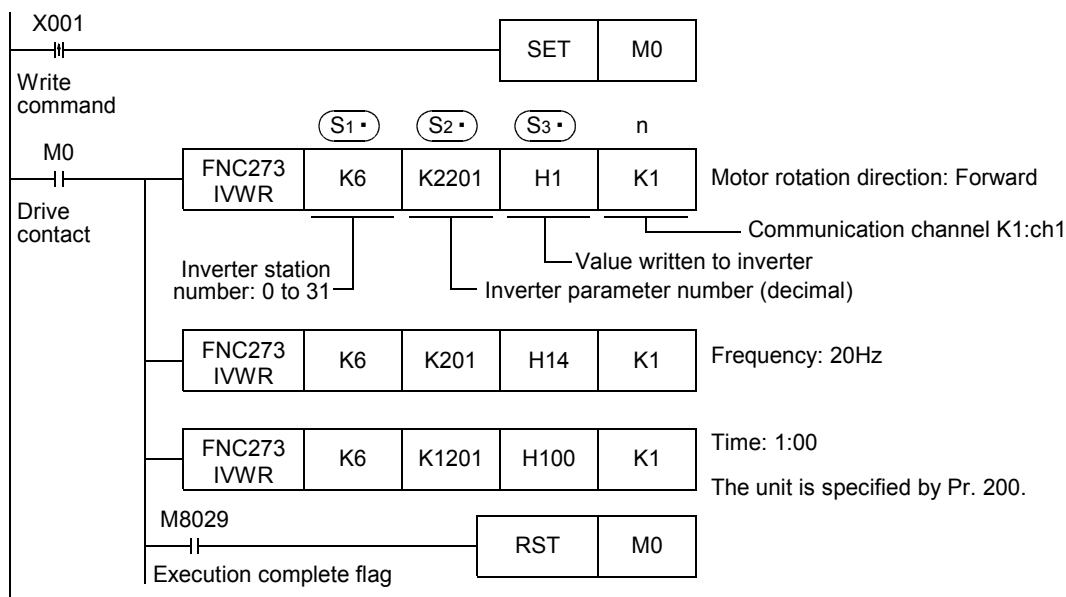 X001
SET M0
Write
command
S1· S2· S3· n
M0
FNC273
IVWR K6 K2201 H1 K1 Motor rotation direction: Forward
Drive
contact
Communication channel K1:ch1
Value written to inverter
Inverter station
number: 0 to 31
Inverter parameter number (decimal)
FNC273
IVWR K6 K201 H14 K1 Frequency: 20Hz
FNC273
IVWR K6 K1201 H100 K1 Time: 1:00
The unit is specified by Pr. 200.
M8029
RST M0
Execution complete flag